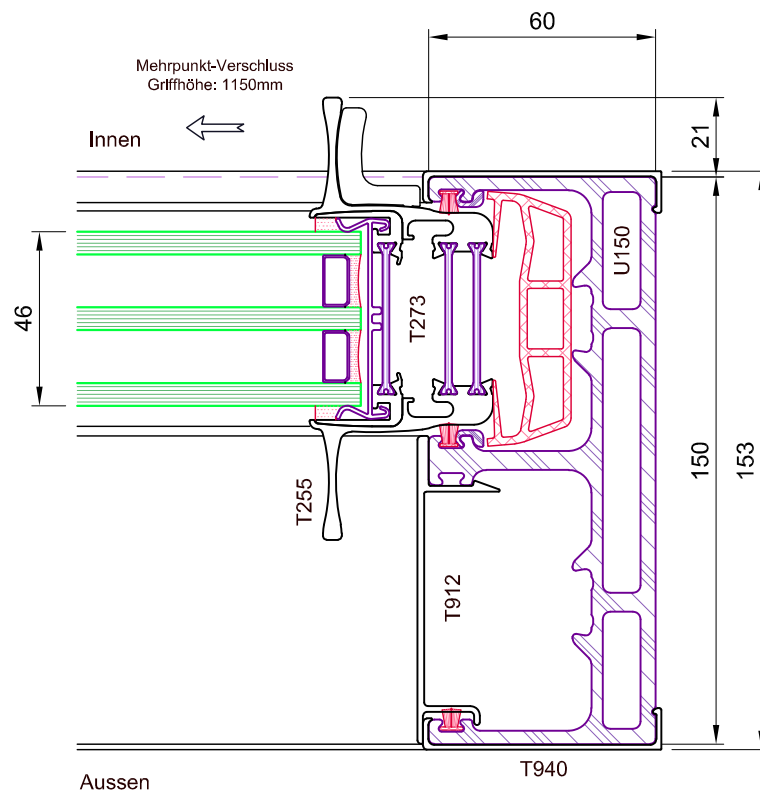 60
Mehrpunkt-Verschluss
Griffhöhe: 1150mm
Innen
21
U150
46
T273
150
153
T255
T912
T940
Aussen